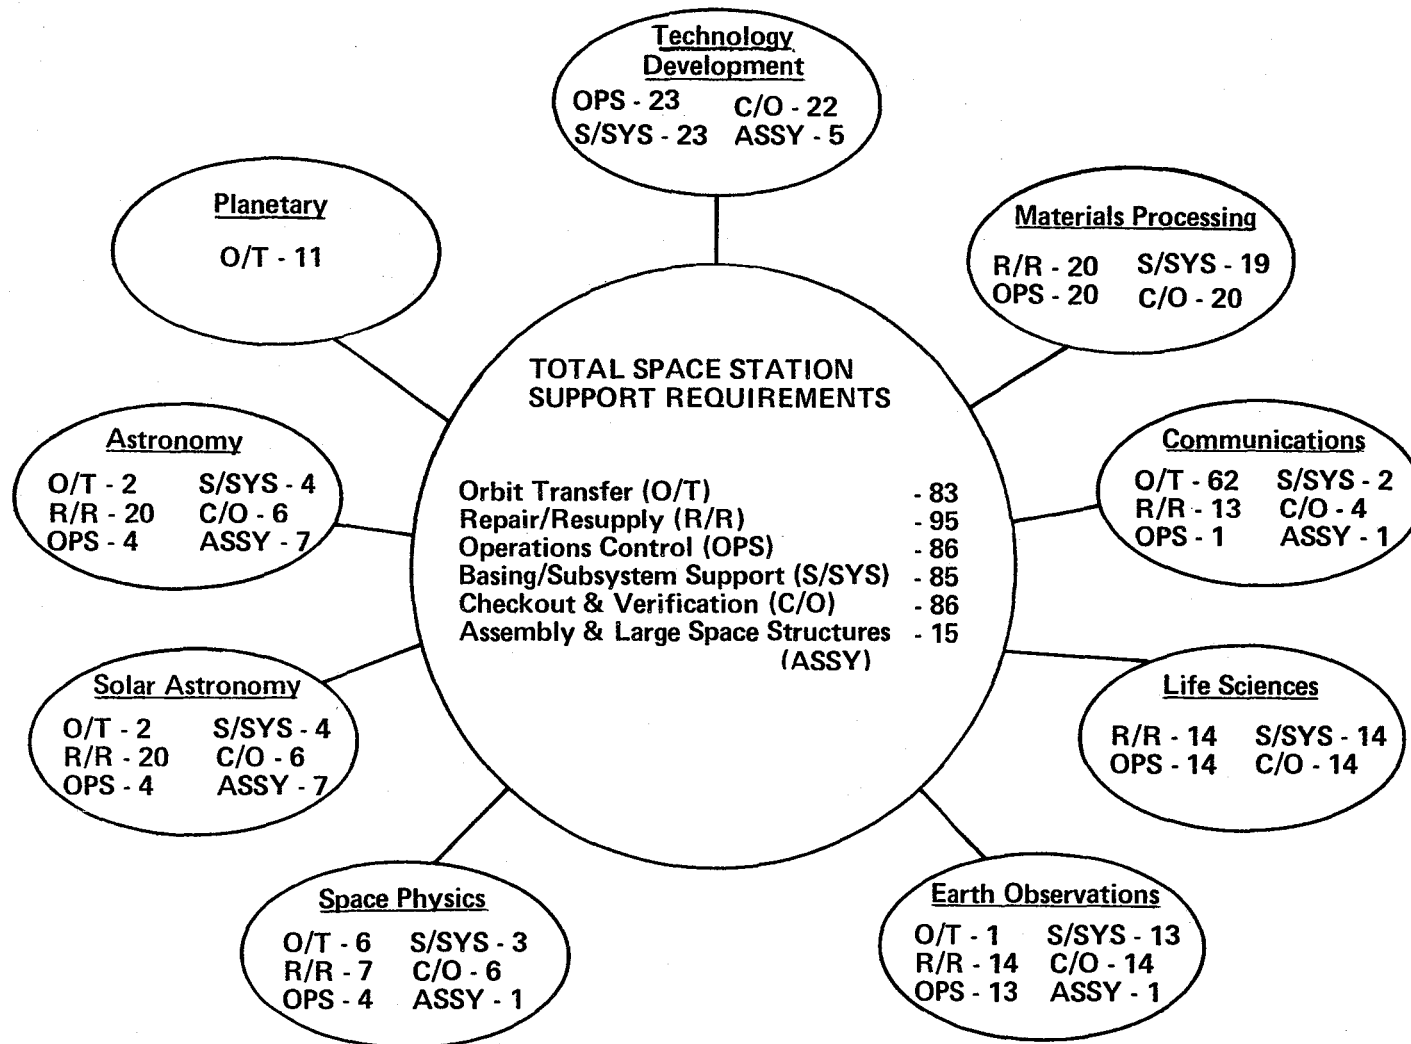 Technology
Development
OPS - 23 C/O - 22
S/SYS - 23 ASSY - 5
Planetary
O/T - 11
Materials Processing
R/R - 20 S/SYS - 19
OPS - 20 C/O - 20
TOTAL SPACE STATION
SUPPORT REQUIREMENTS
Orbit Transfer (O/T) - 83
Repair/Resupply (R/R) - 95
Operations Control (OPS) - 86
Basing/Subsystem Support (S/SYS) - 85
Checkout & Verification (C/O) - 86
Assembly & Large Space Structures - 15
(ASSY)
Astronomy
O/T - 2 S/SYS - 4
R/R - 20 C/O - 6
OPS - 4 ASSY - 7
Communications
O/T - 62 S/SYS - 2
R/R - 13 C/O - 4
OPS - 1 ASSY - 1
Solar Astronomy
O/T - 2 S/SYS - 4
R/R - 20 C/O - 6
OPS - 4 ASSY - 7
Life Sciences
R/R - 14 S/SYS - 14
OPS - 14 C/O - 14
Space Physics
O/T - 6 S/SYS - 3
R/R - 7 C/O - 6
OPS - 4 ASSY - 1
Earth Observations
O/T - 1 S/SYS - 13
R/R - 14 C/O - 14
OPS - 13 ASSY - 1